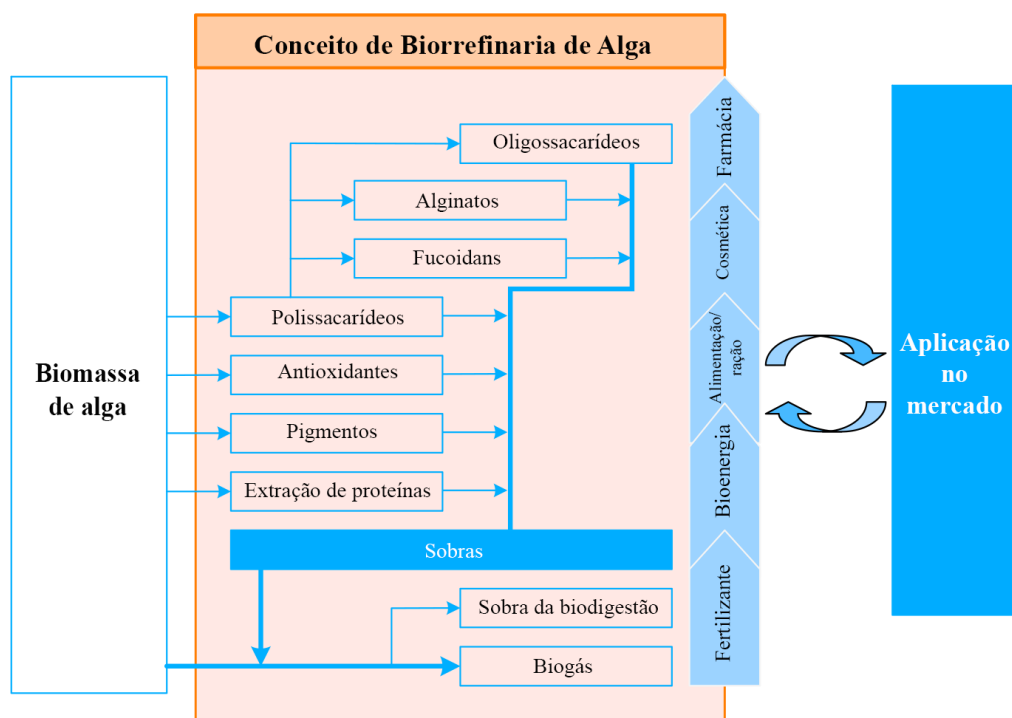 Conceito de Biorrefinaria de Alga
Biomassa
de alga
Oligossacarídeos
Alginatos
Fucoidans
Polissacarídeos
Antioxidantes
Pigmentos
Extração de proteínas
Sobras
Sobra da biodigestão
Biogás
Farmácia
Cosmética
Alimentação/
ração
Bioenergia
Fertilizante
Aplicação
no
mercado